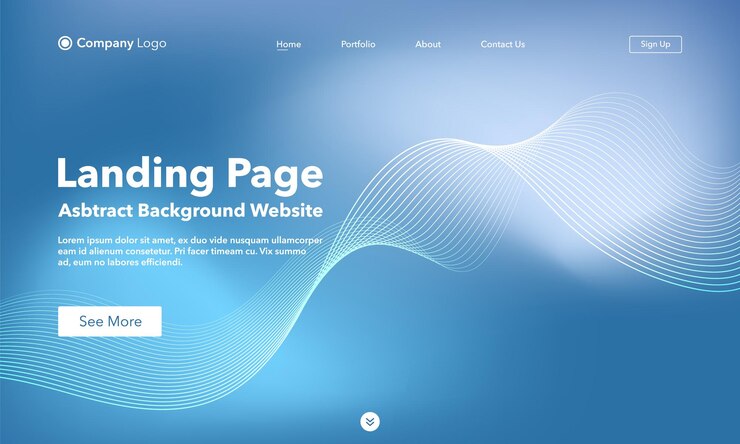 Company Logo
Home
Portfolio
About
Contact Us
Sign Up
Landing Page
Asbtract Background Website
Lorem ipsum dolor sit amet, ex duo vide nusquam ullamcorper
eam id alienum consetetur. Pri facer timeam cu. Vix summo
ad, eum no labores efficiendi.
See More